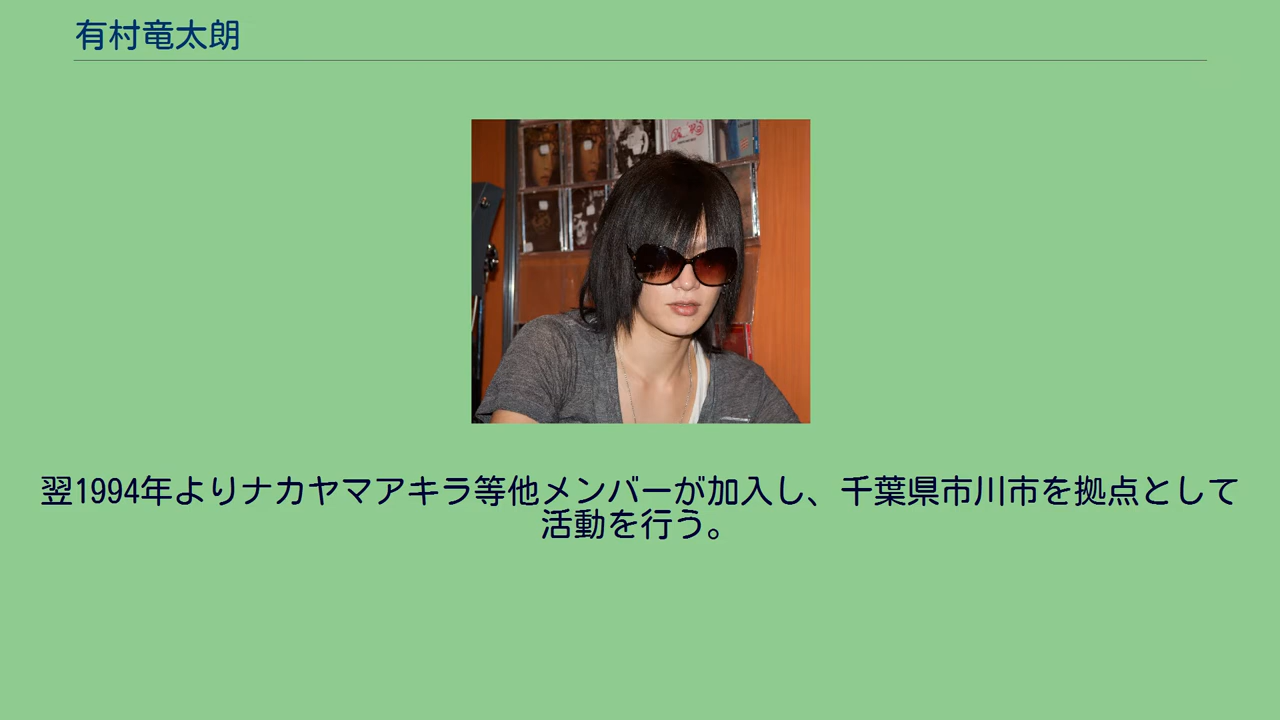 有村竜太朗
翌1994年よりナカヤマアキラ等他メンバーが加入し、千葉県市川市を拠点として
活動を行う。